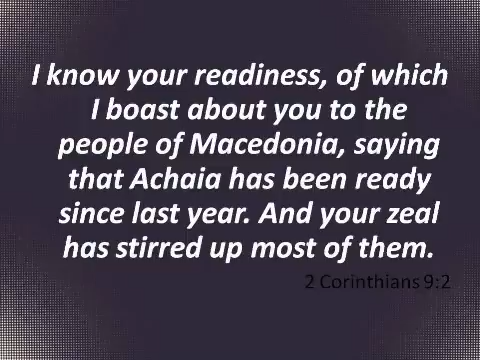 I know your readiness, of which
I boast about you to the
people of Macedonia, saying
that Achaia has been ready
since last year. And your zeal
has stirred up most of them.
2 Corinthians 9:2